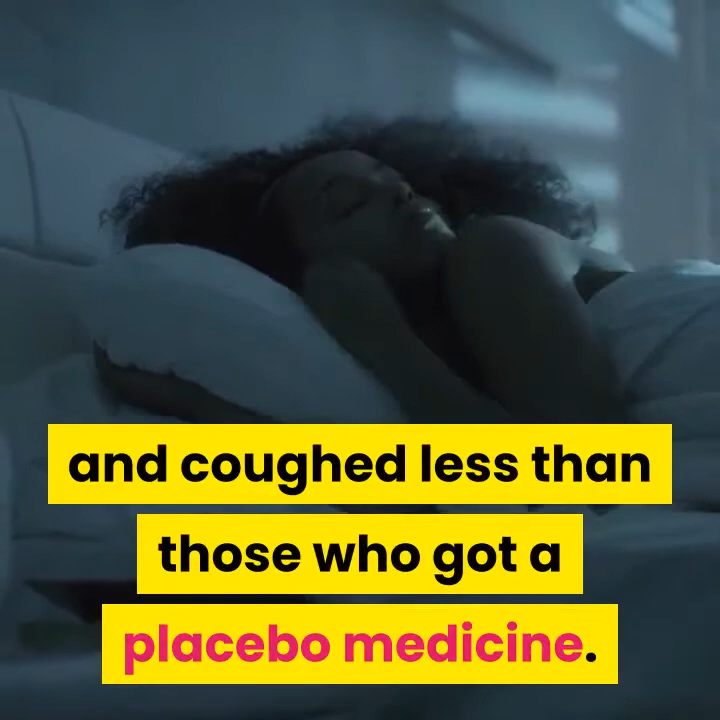 and coughed less than
those who got a
placebo medicine.